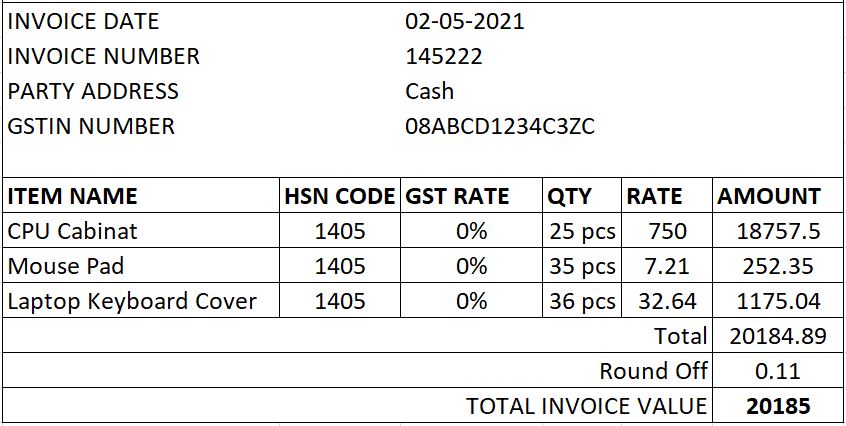 INVOICE DATE 02-05-2021
INVOICE NUMBER 145222
PARTY ADDRESS Cash
GSTIN NUMBER 08ABCD1234C3ZC
ITEM NAME HSN CODE GST RATE QTY RATE AMOUNT
CPU Cabinat 1405 0% 25 pcs 750 18757.5
Mouse Pad 1405 0% 35 pcs 7.21 252.35
Laptop Keyboard Cover 1405 0% 36 pcs 32.64 1175.04
Total 20184.89
Round Off 0.11
TOTAL INVOICE VALUE 20185